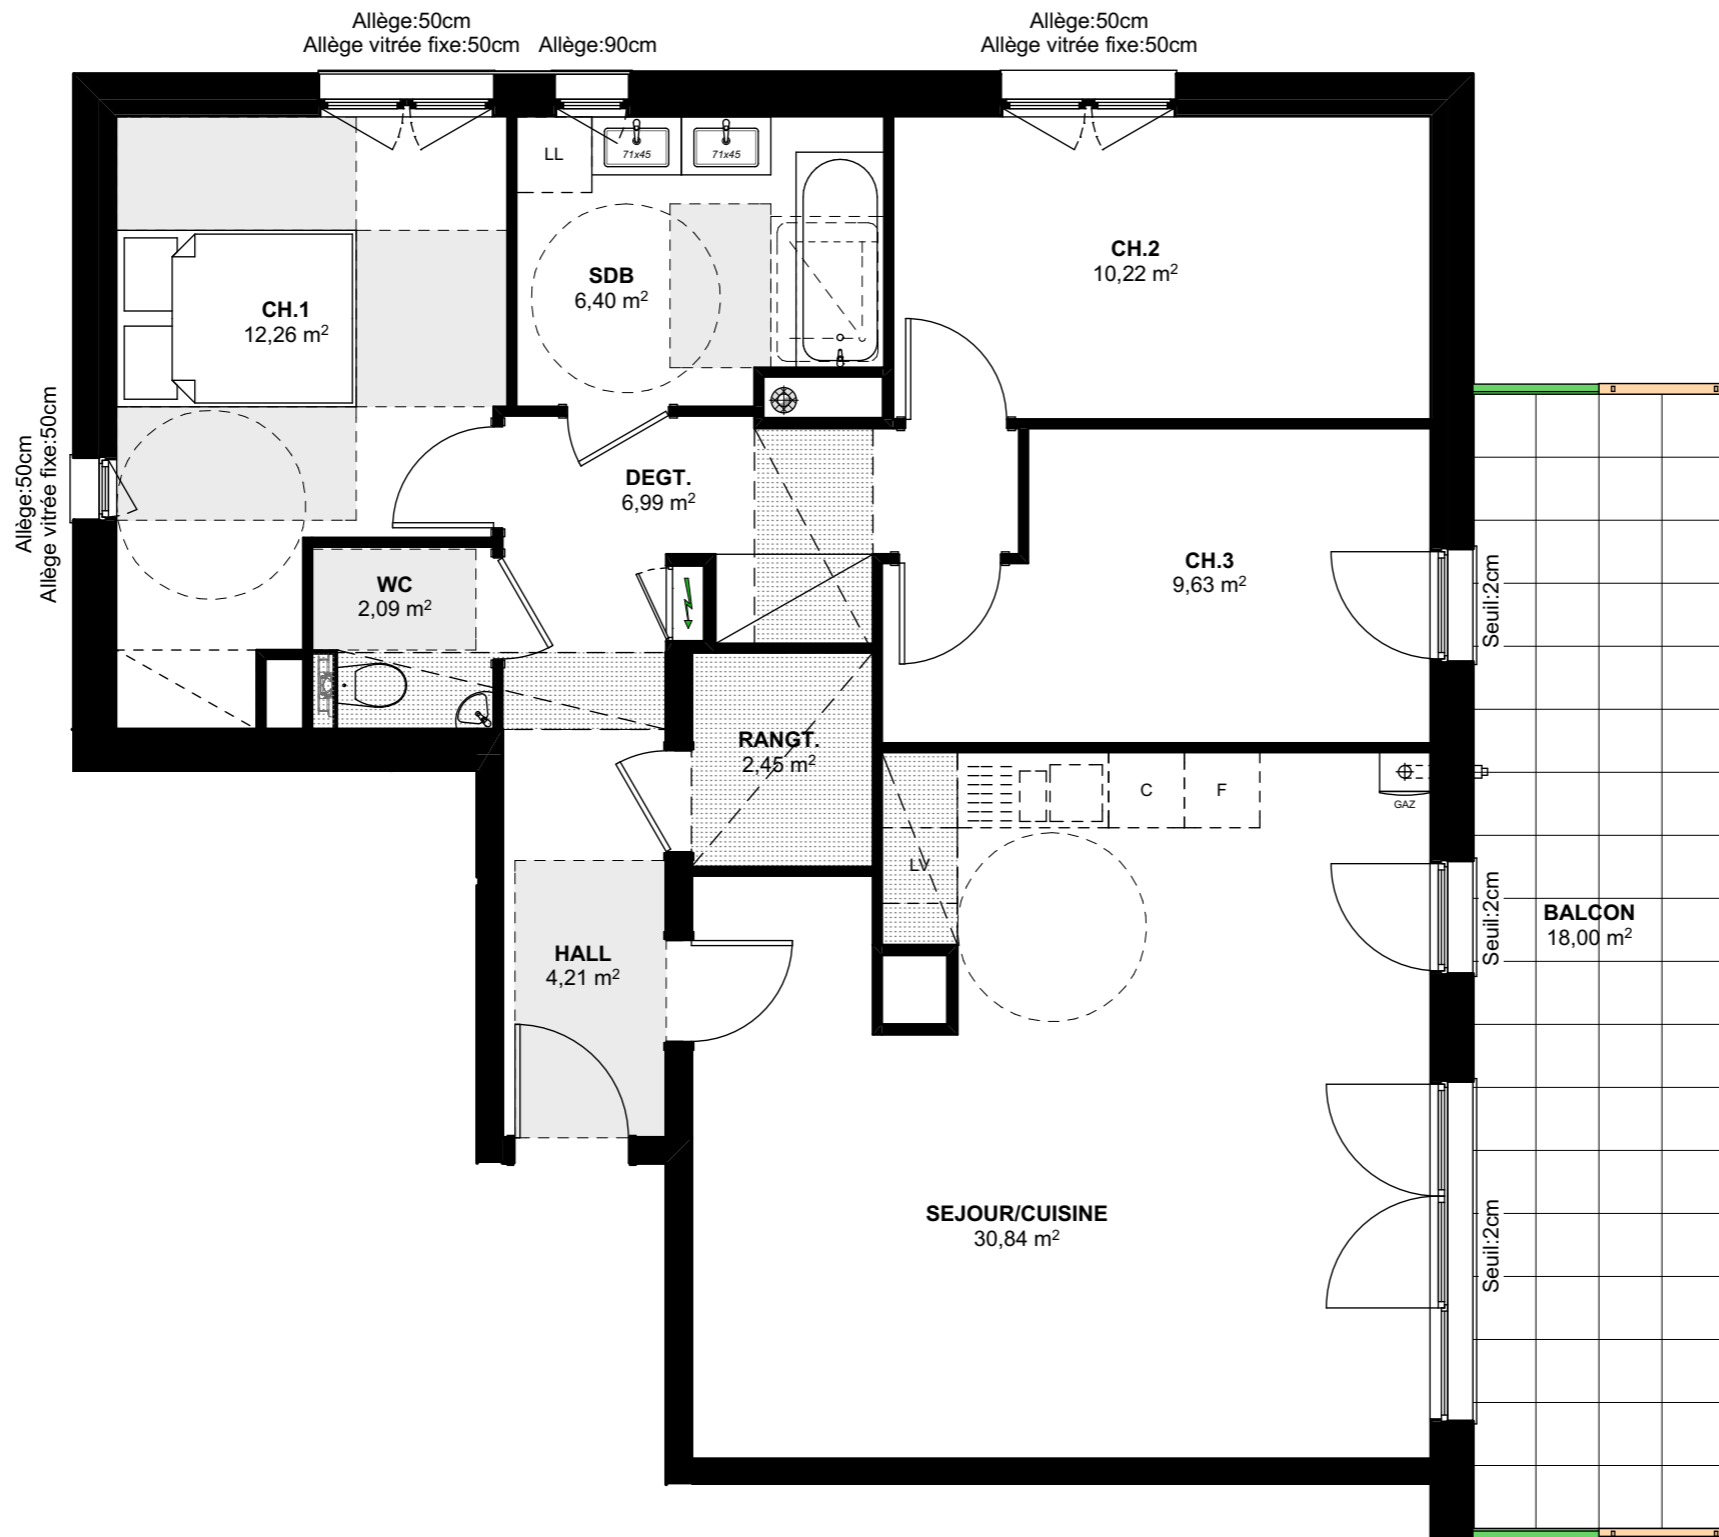 Allège:50cm
Allège vitrée fixe:50cm
Allège:90cm
Allège:50cm
Allège vitrée fixe:50cm
LL
71x45
71x45
CH.1
12,26 m²
SDB
6,40 m²
CH.2
10,22 m²
Allège:50cm
Allège vitrée fixe:50cm
DEGT.
6,99 m²
WC
2,09 m²
CH.3
9,63 m²
Seuil:2cm
RANGT.
2,45 m²
C
F
GAZ
LV
HALL
4,21 m²
Seuil:2cm
BALCON
18,00 m²
SEJOUR/CUISINE
30,84 m²
Seuil:2cm